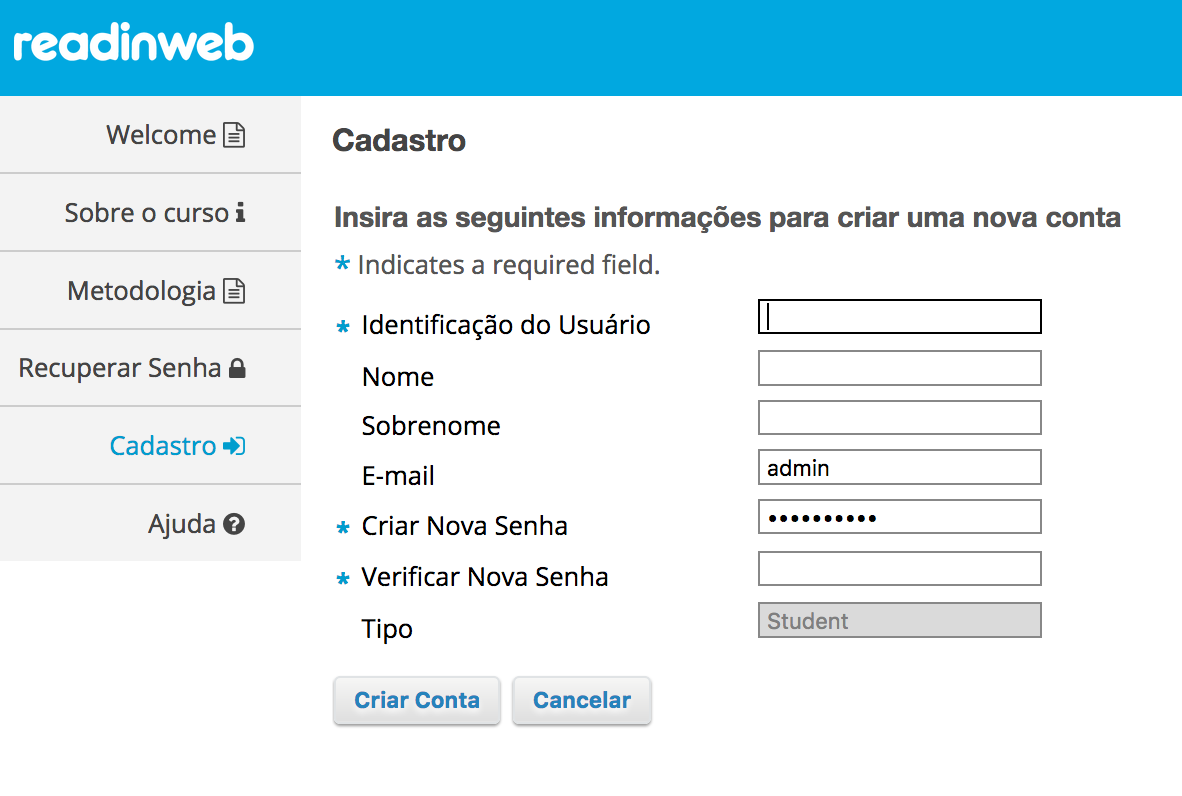 readinweb
Welcome
Sobre o curso
Metodologia
Recuperar Senha
Cadastro
Ajuda
Cadastro
Insira as seguintes informações para criar uma nova conta
* Indicates a required field.
* Identificação do Usuário
Nome
Sobrenome
E-mail admin
* Criar Nova Senha ••••••••••
* Verificar Nova Senha
Tipo Student
Criar Conta Cancelar